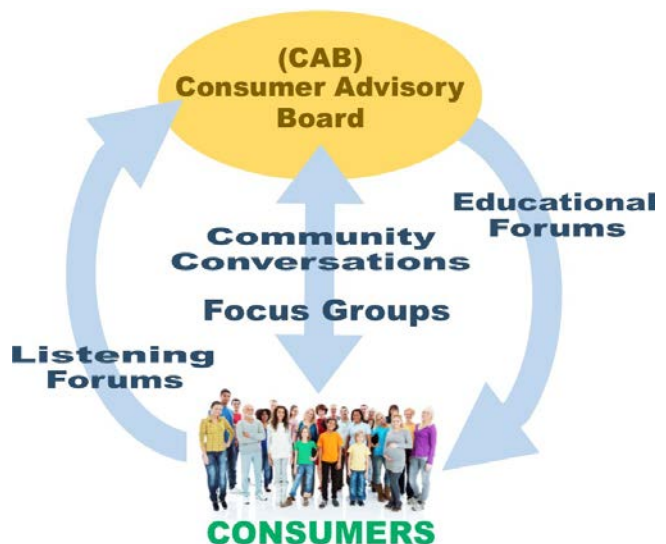 (CAB)
Consumer Advisory
Board
Educational
Forums
Community
Conversations
Focus Groups
Listening
Forums
CONSUMERS